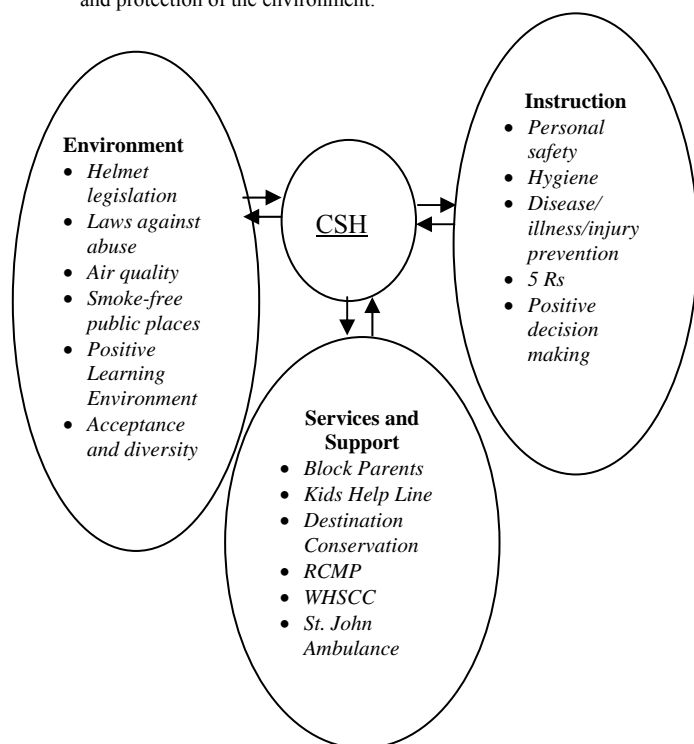 and protection of the environment.
Environment
• Helmet
legislation
• Laws against
abuse
• Air quality
• Smoke-free
public places
• Positive
Learning
Environment
• Acceptance
and diversity
CSH
Instruction
• Personal
safety
• Hygiene
• Disease/
illness/injury
prevention
• 5 Rs
• Positive
decision
making
Services and
Support
• Block Parents
• Kids Help Line
• Destination
Conservation
• RCMP
• WHSCC
• St. John
Ambulance